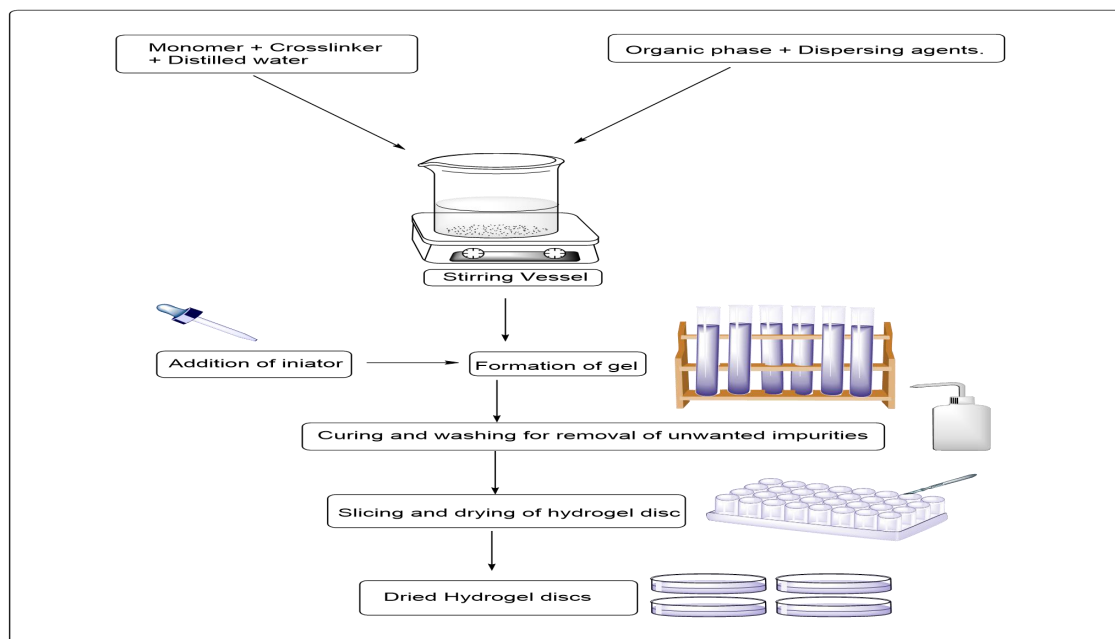 Monomer + Crosslinker
+ Distilled water
Organic phase + Dispersing agents.
Stirring Vessel
Addition of iniator
Formation of gel
Curing and washing for removal of unwanted impurities
Slicing and drying of hydrogel disc
Dried Hydrogel discs